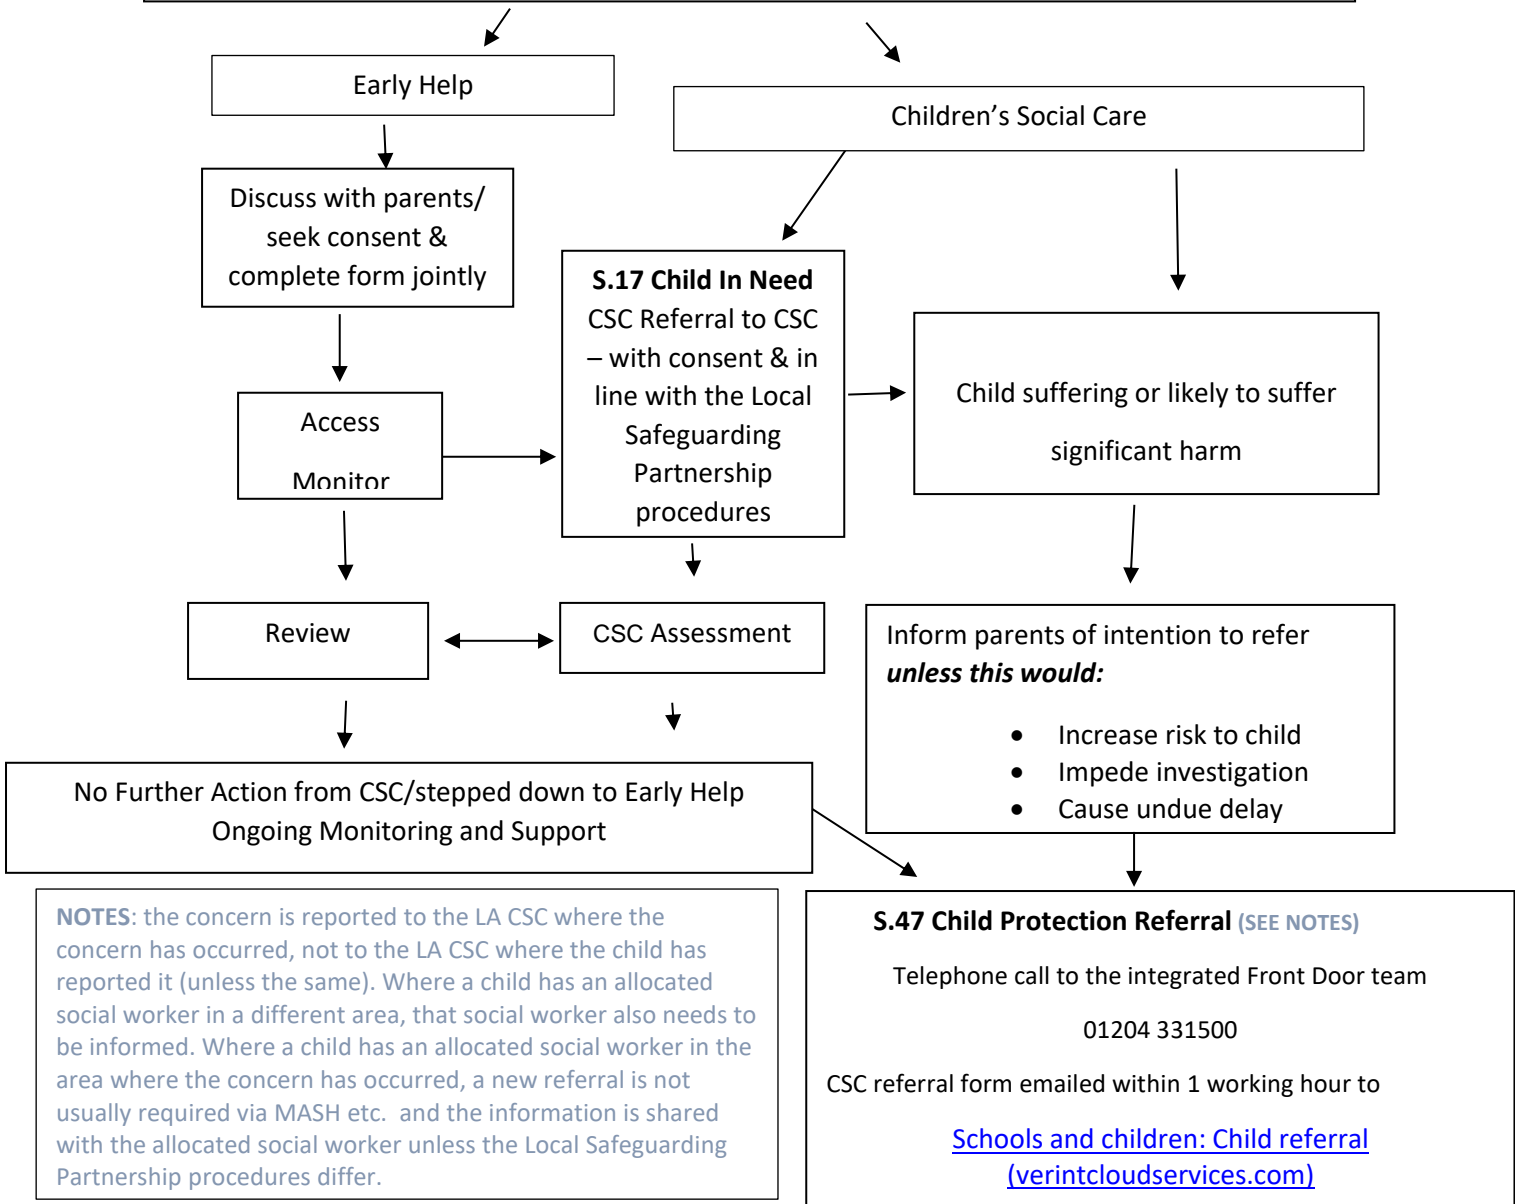 Early Help
Children’s Social Care
Discuss with parents/
seek consent &
complete form jointly
S.17 Child In Need
CSC Referral to CSC
– with consent & in
line with the Local
Safeguarding
Partnership
procedures
Child suffering or likely to suffer
significant harm
Access
Monitor
Review
CSC Assessment
Inform parents of intention to refer
unless this would:
• Increase risk to child
• Impede investigation
• Cause undue delay
No Further Action from CSC/stepped down to Early Help
Ongoing Monitoring and Support
NOTES: the concern is reported to the LA CSC where the
concern has occurred, not to the LA CSC where the child has
reported it (unless the same). Where a child has an allocated
social worker in a different area, that social worker also needs to
be informed. Where a child has an allocated social worker in the
area where the concern has occurred, a new referral is not
usually required via MASH etc.  and the information is shared
with the allocated social worker unless the Local Safeguarding
Partnership procedures differ.
S.47 Child Protection Referral (SEE NOTES)
Telephone call to the integrated Front Door team
01204 331500
CSC referral form emailed within 1 working hour to
Schools and children: Child referral
(verintcloudservices.com)